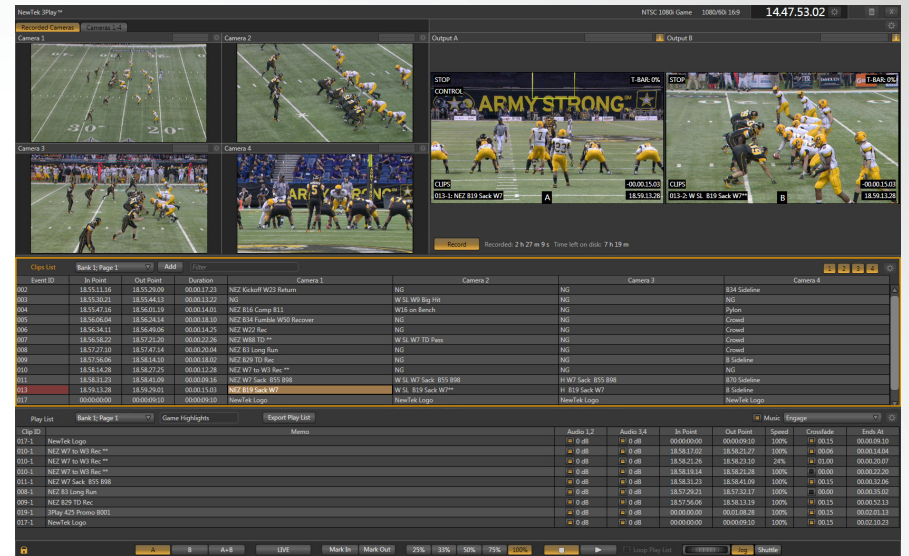 NewTek 3Play™ NTSC 1080i Game 1080/60i 16:9 14.47.53.02
Recorded Cameras Cameras 1-4
Camera 1 Camera 2 Output A Output B
STOP T-BAR: 0% STOP T-BAR: 0%
CONTROL
ARMY STRONG
Camera 3 Camera 4
CLIPS -00.00.15.03 CLIPS -00.00.15.03
013-1: NEZ B19 Sack W7 A 18.59.13.28 013-2: W SL B19 Sack W7** B 18.59.13.28
Record Recorded: 2 h 27 m 9 s Time left on disk: 7 h 19 m
Clips List Bank 1; Page 1 Add Filter 1 2 3 4
Event ID In Point Out Point Duration Camera 1 Camera 2 Camera 3 Camera 4
002 18.55.11.16 18.55.29.09 00.00.17.23 NEZ Kickoff W23 Return NG NG B34 Sideline
003 18.55.30.21 18.55.44.13 00.00.13.22 NG W SL W9 Big Hit NG NG
004 18.55.47.16 18.56.01.19 00.00.14.01 NEZ B16 Comp B11 W16 on Bench NG Pylon
005 18.56.06.04 18.56.24.14 00.00.18.10 NEZ B34 Fumble W50 Recover NG NG Crowd
006 18.56.34.11 18.56.49.06 00.00.14.25 NEZ W22 Rec NG NG Crowd
007 18.56.58.22 18.57.21.20 00.00.22.26 NEZ W88 TD ** W SL W7 TD Pass NG Crowd
008 18.57.27.10 18.57.47.14 00.00.20.04 NEZ B3 Long Run NG NG Crowd
009 18.57.56.06 18.58.14.10 00.00.18.02 NEZ B29 TD Rec NG NG B Sideline
010 18.58.14.28 18.58.27.25 00.00.12.28 NEZ W7 to W3 Rec ** NG NG NG
011 18.58.31.23 18.58.41.09 00.00.09.16 NEZ W7 Sack B55 B98 W SL W7 Sack B55 B98 H W7 Sack B55 B98 B70 Sideline
013 18.59.13.28 18.59.29.01 00.00.15.03 NEZ B19 Sack W7 W SL B19 Sack W7** H B19 Sack W7 B Sideline
017 00:00:00:00 00:00:09:10 00:00:09:10 NewTek Logo NewTek Logo NewTek Logo NewTek Logo
Play List Bank 1; Page 1 Game Highlights Export Play List Music Engage
Clip ID Memo Audio 1,2 Audio 3,4 In Point Out Point Speed Crossfade Ends At
017-1 NewTek Logo 0 dB 0 dB 00:00:00:00 00:00:09:10 100% 00.15 00.00.09.10
010-1 NEZ W7 to W3 Rec ** 0 dB 0 dB 18.58.17.02 18.58.21.27 100% 00.06 00.00.14.04
010-1 NEZ W7 to W3 Rec ** 0 dB 0 dB 18.58.21.26 18.58.23.10 24% 01.00 00.00.20.07
010-1 NEZ W7 to W3 Rec ** 0 dB 0 dB 18.58.19.14 18.58.21.28 100% 00.00 00.00.22.20
011-1 NEZ W7 Sack B55 B98 0 dB 0 dB 18.58.31.23 18.58.41.09 100% 00.15 00.00.32.06
008-1 NEZ B3 Long Run 0 dB 0 dB 18.57.29.21 18.57.32.17 100% 00.00 00.00.35.02
009-1 NEZ B29 TD Rec 0 dB 0 dB 18.57.56.06 18.58.13.19 100% 00.15 00.00.52.13
019-1 3Play 425 Promo B001 0 dB 0 dB 00:00:00:00 00:01:08:28 100% 00.15 00.02.01.13
017-1 NewTek Logo 0 dB 0 dB 00:00:00:00 00:00:09:10 100% 00.15 00.02.10.23
A B A+B LIVE Mark In Mark Out 25% 33% 50% 75% 100% Loop Play List Jog Shuttle